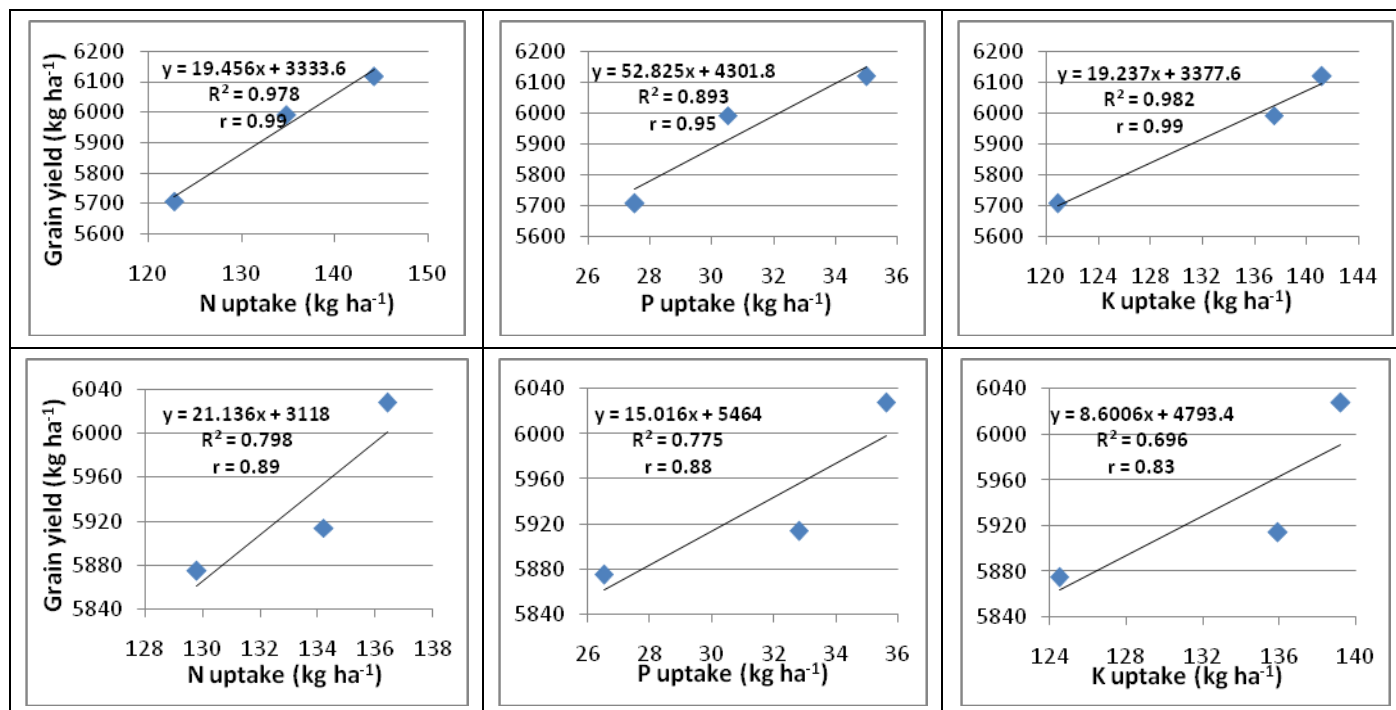 6200
6100
6000
5900
5800
5700
5600
y = 19.456x + 3333.6
R² = 0.978
r = 0.99
120 130 140 150
N uptake (kg ha⁻¹)
Grain yield (kg ha⁻¹)
6200
6100
6000
5900
5800
5700
5600
y = 52.825x + 4301.8
R² = 0.893
r = 0.95
26 28 30 32 34 36
P uptake (kg ha⁻¹)
6200
6100
6000
5900
5800
5700
5600
y = 19.237x + 3377.6
R² = 0.982
r = 0.99
120 124 128 132 136 140 144
K uptake (kg ha⁻¹)
6040
6000
5960
5920
5880
5840
y = 21.136x + 3118
R² = 0.798
r = 0.89
128 130 132 134 136 138
N uptake (kg ha⁻¹)
Grain yield (kg ha⁻¹)
6040
6000
5960
5920
5880
5840
y = 15.016x + 5464
R² = 0.775
r = 0.88
26 28 30 32 34 36
P uptake (kg ha⁻¹)
6040
6000
5960
5920
5880
5840
y = 8.6006x + 4793.4
R² = 0.696
r = 0.83
124 128 132 136 140
K uptake (kg ha⁻¹)